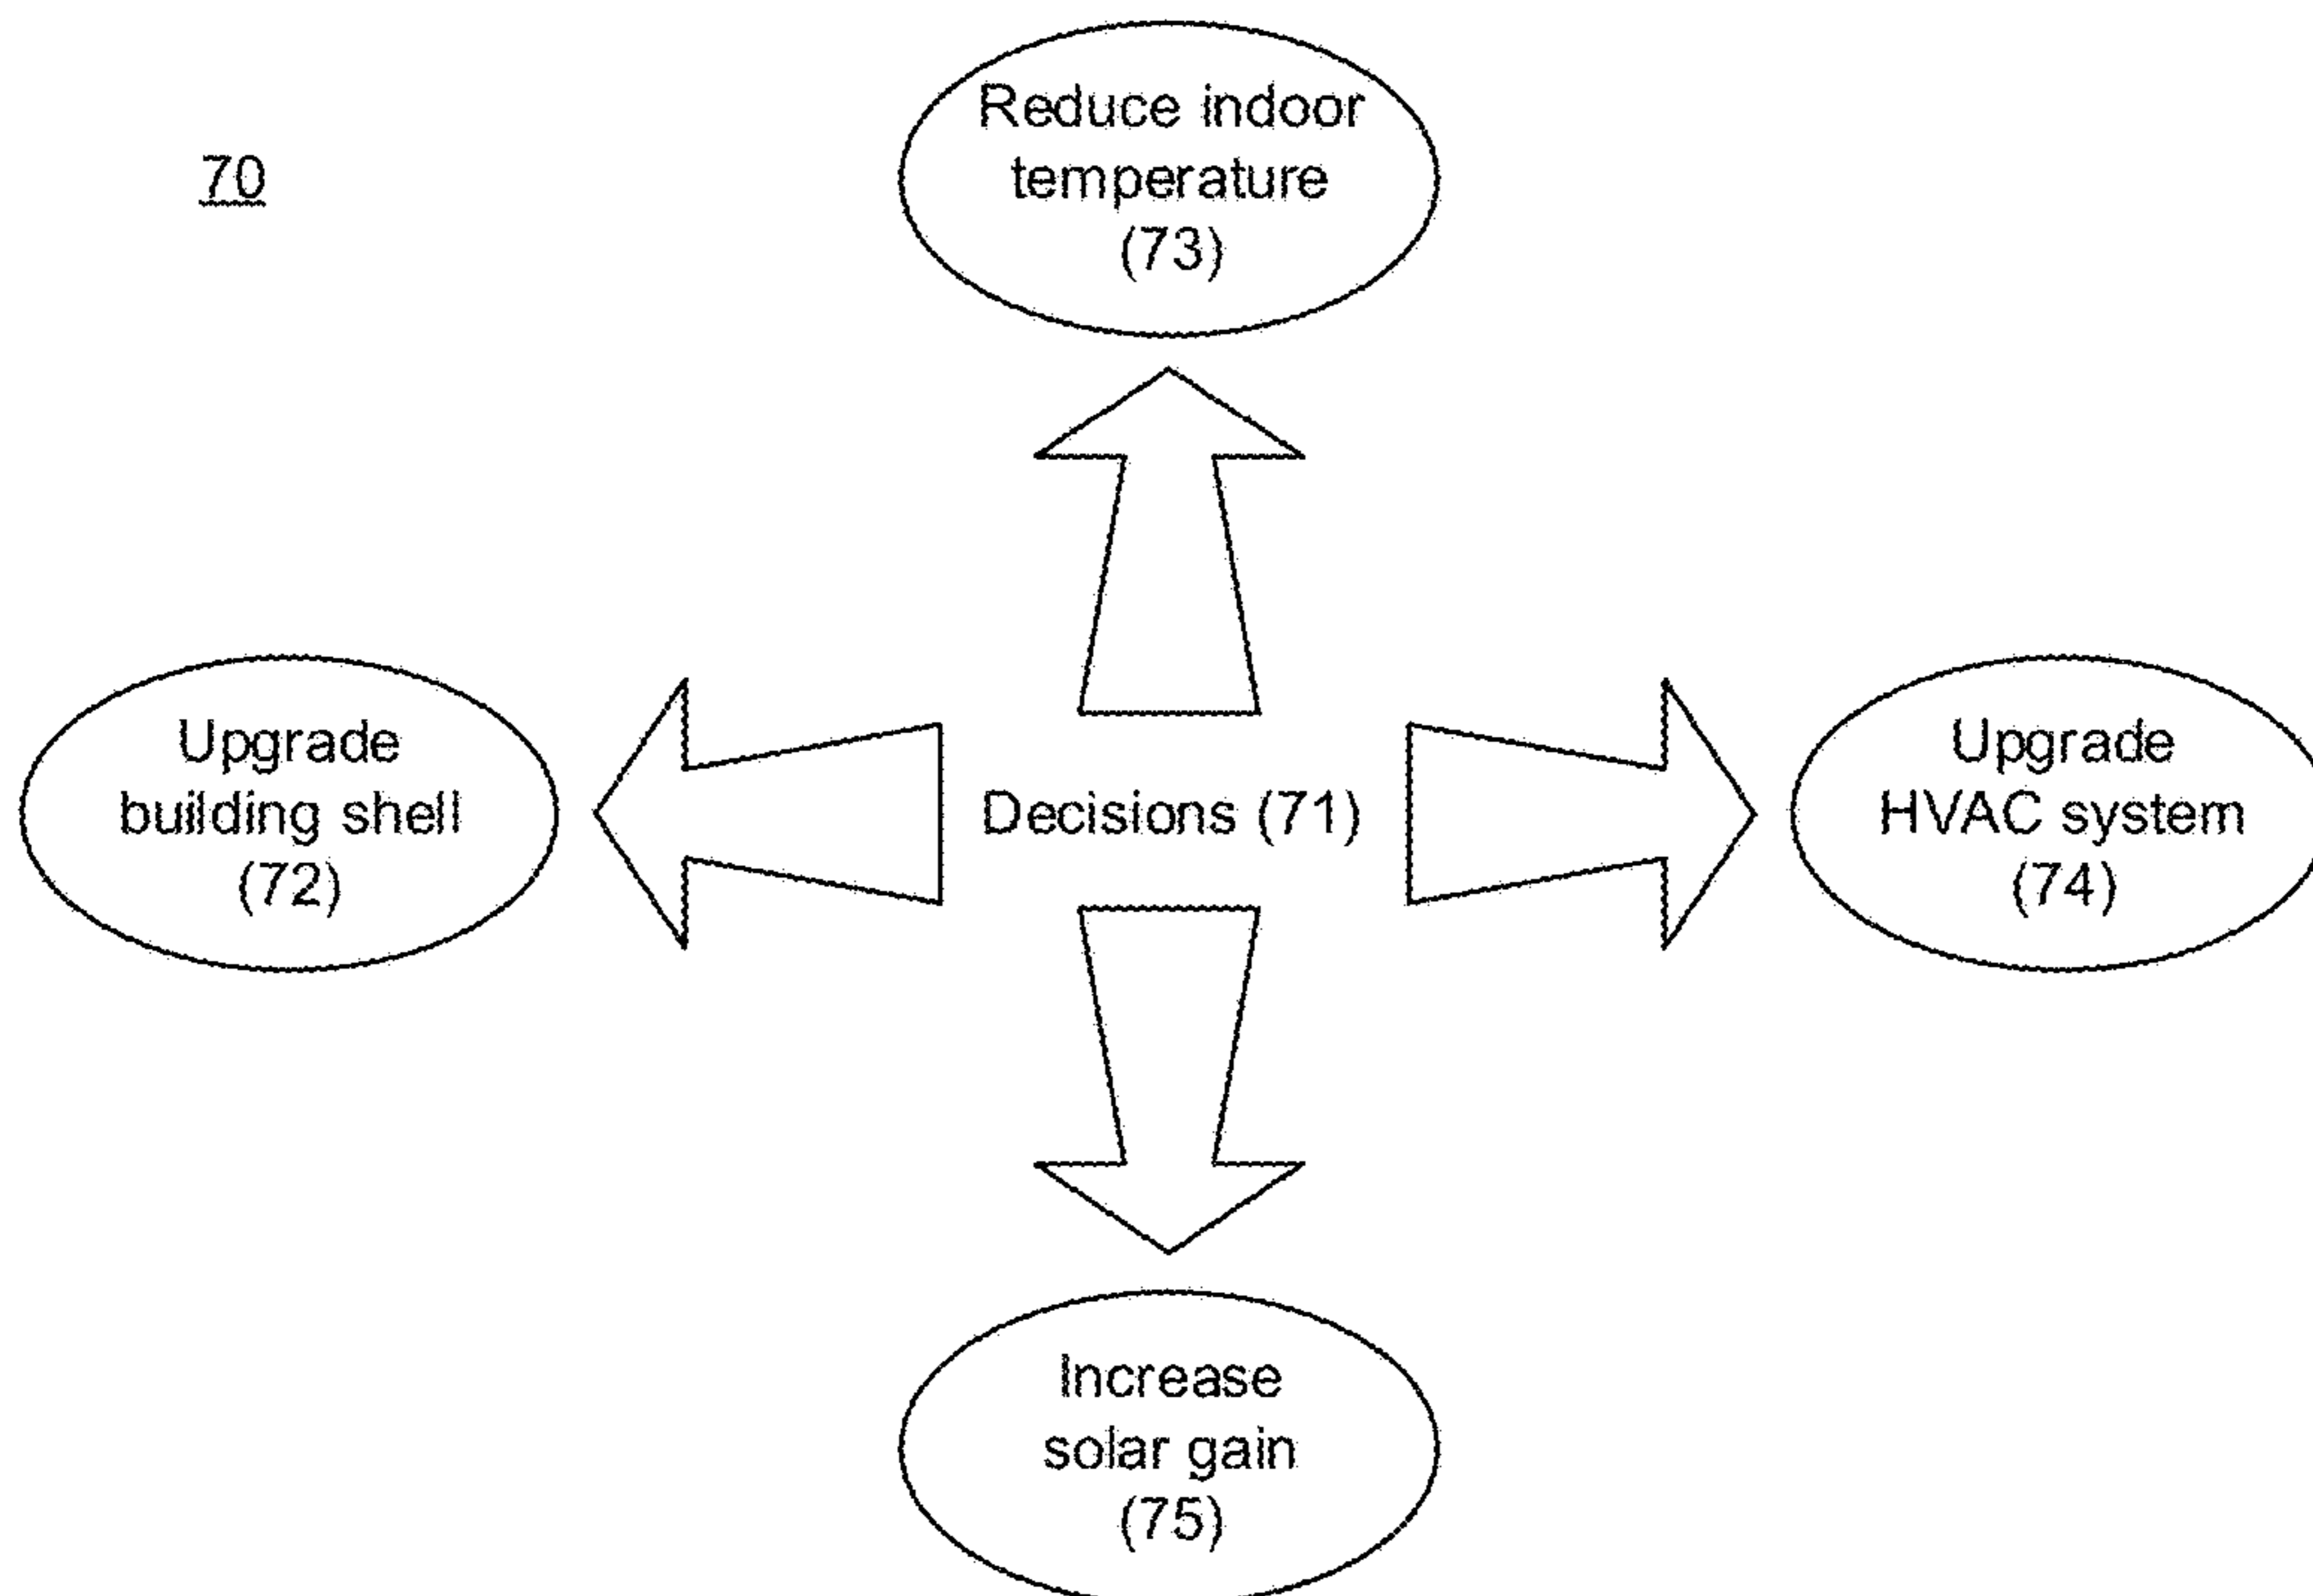 Reduce indoor
temperature
(73)
70
Upgrade
building shell
(72)
Decisions (71)
Upgrade
HVAC system
(74)
Increase
solar gain
(75)